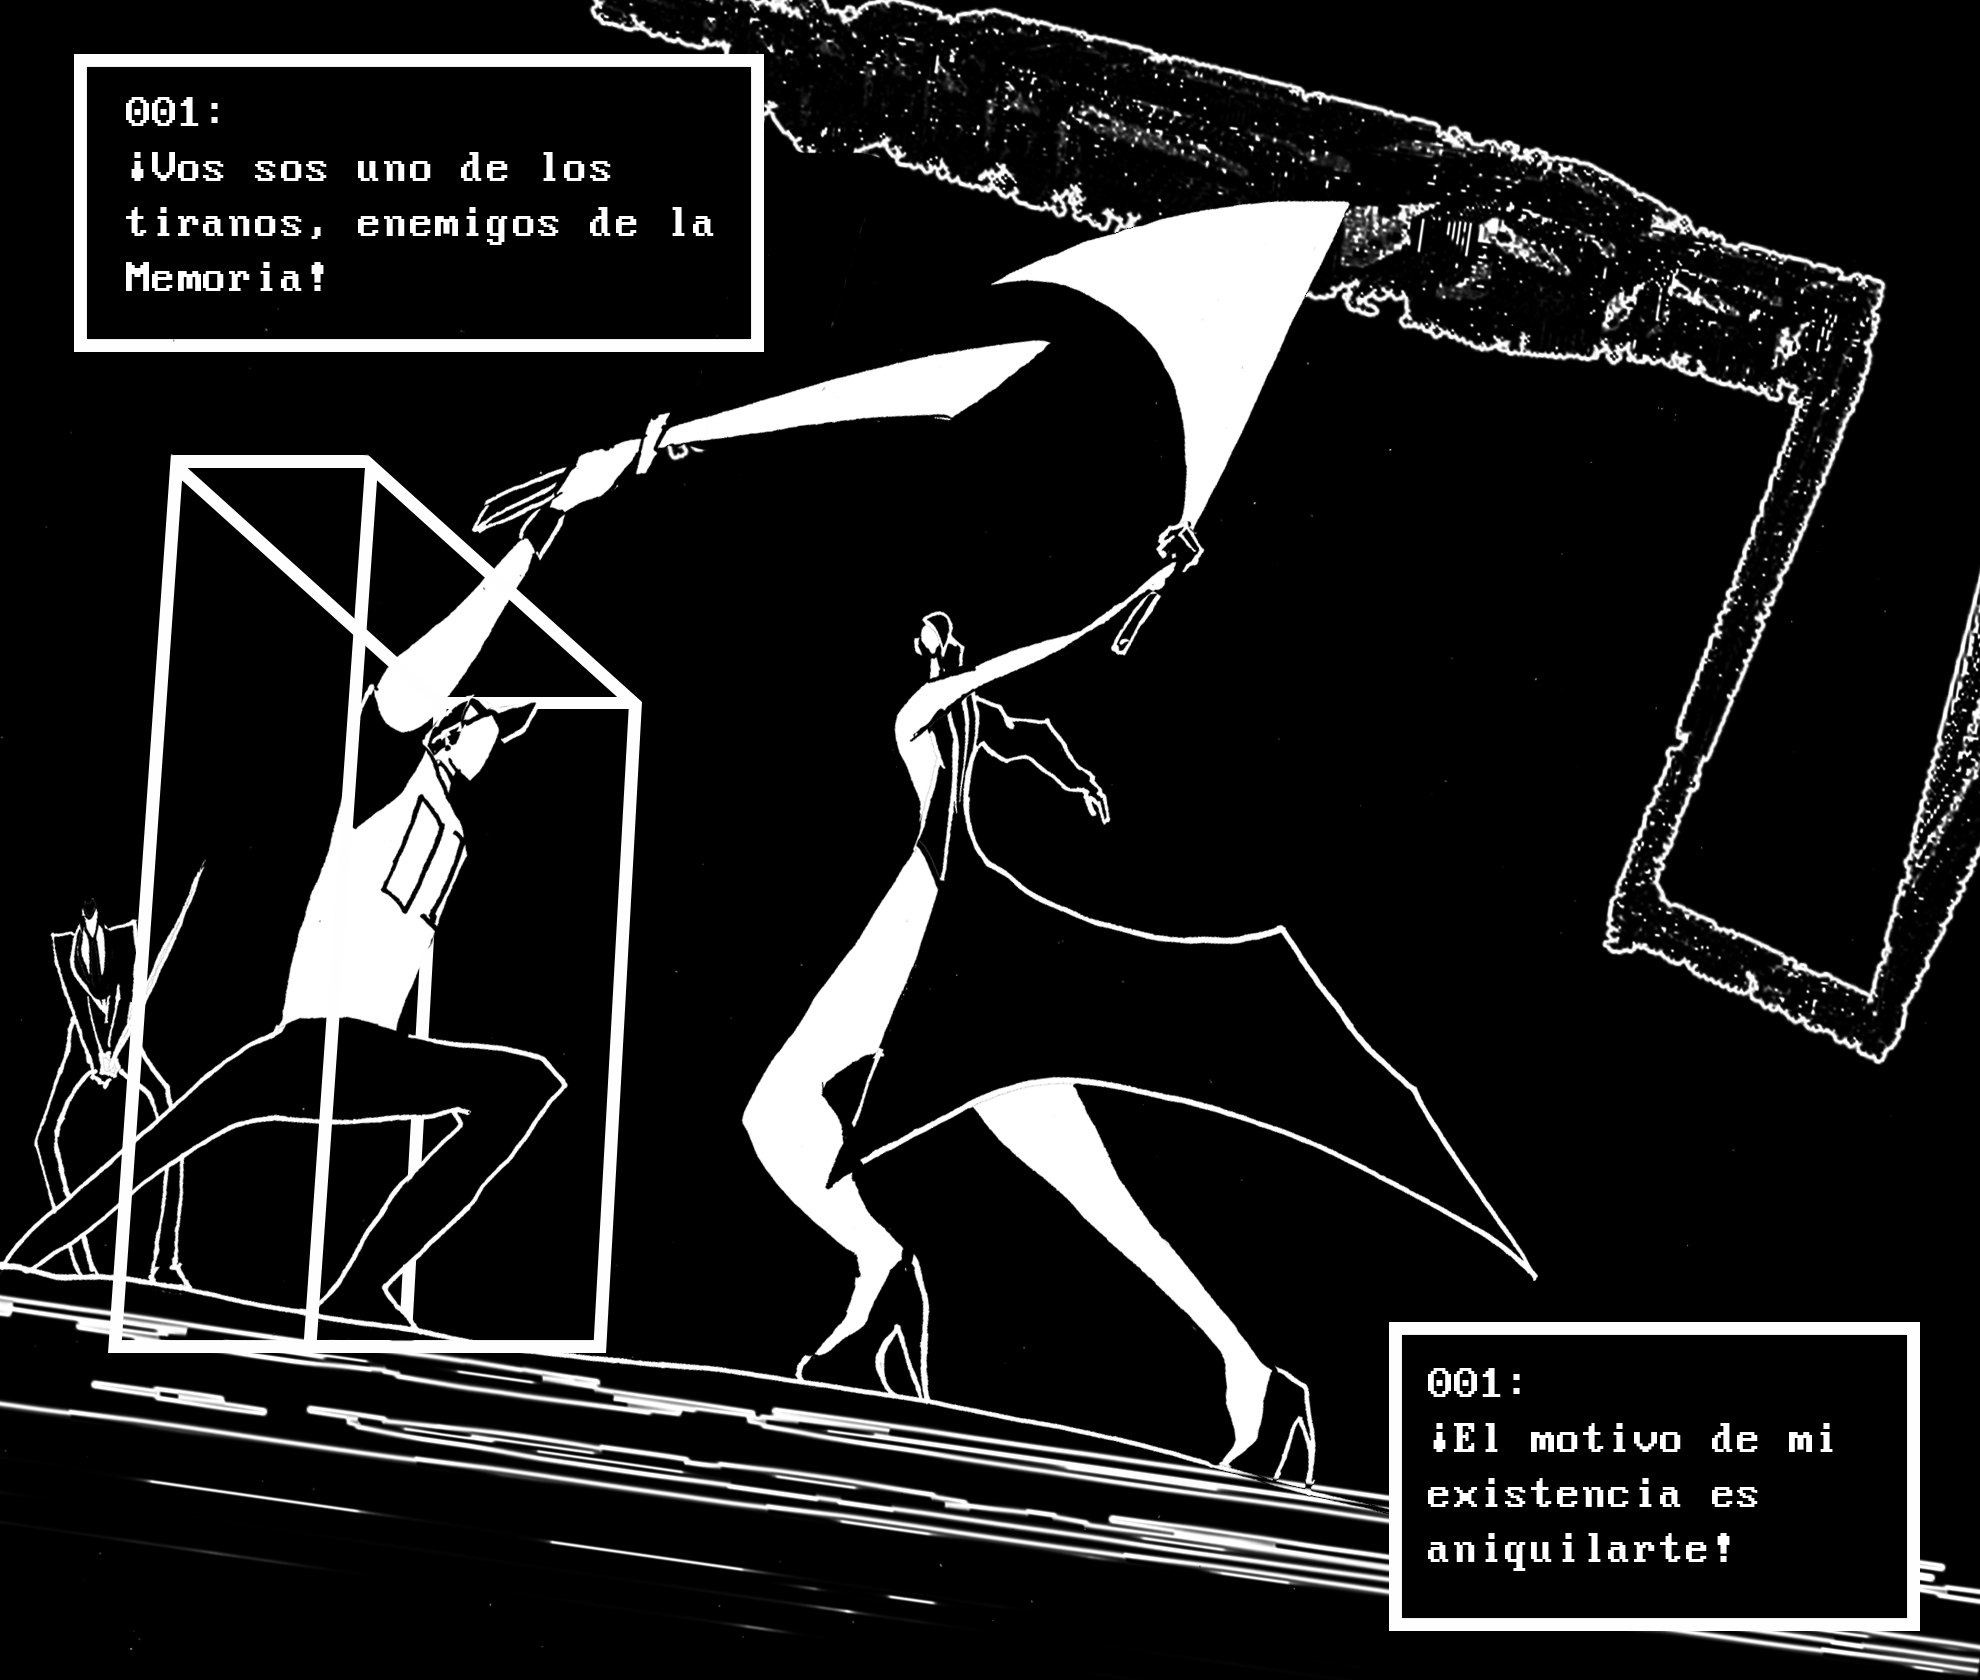 001:
¡Vos sos uno de los
tiranos, enemigos de la
Memoria!
001:
¡El motivo de mi
existencia es
aniquilarte!